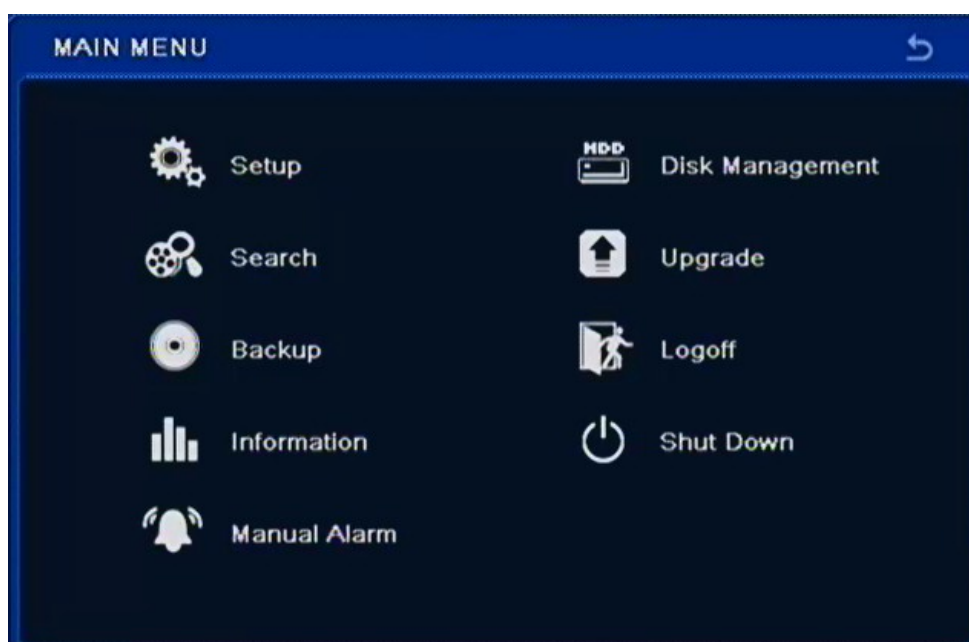 MAIN MENU
Setup
HDD
Disk Management
Search
Upgrade
Backup
Logoff
Information
Shut Down
Manual Alarm